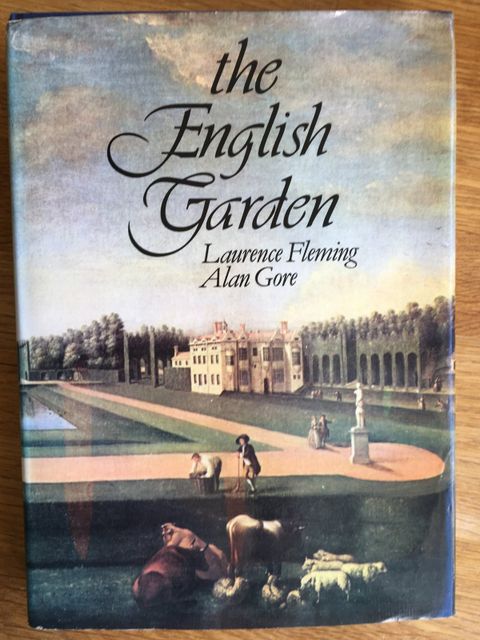 the
English
Garden
Laurence Fleming
Alan Gore